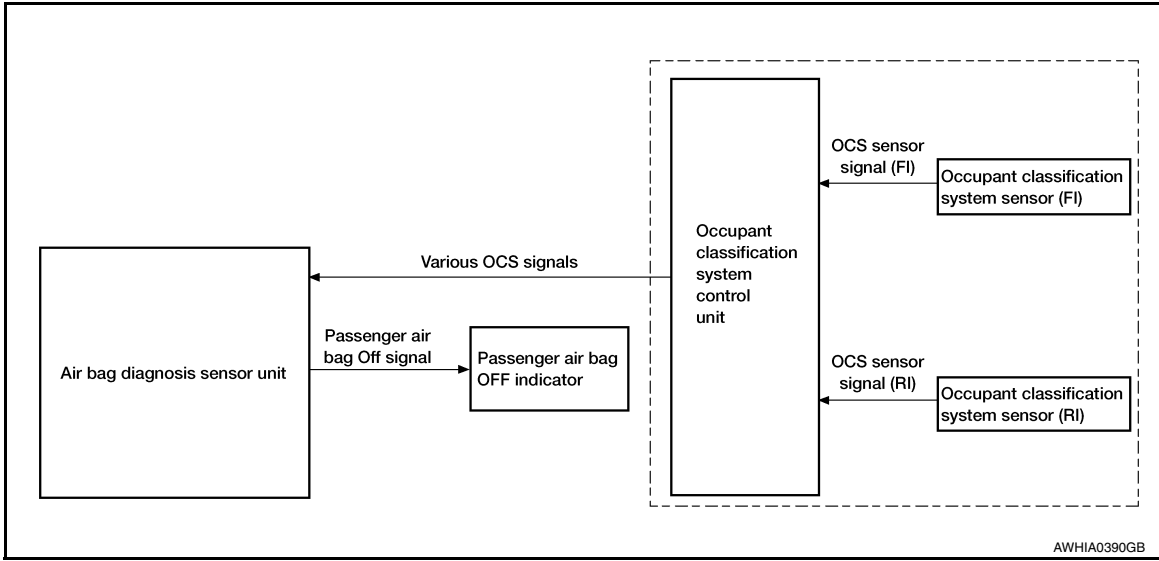 OCS sensor
signal (FI)
Occupant classification
system sensor (FI)
Occupant
classification
system
control
unit
Various OCS signals
Passenger air
bag Off signal
Passenger air bag
OFF indicator
Air bag diagnosis sensor unit
OCS sensor
signal (RI)
Occupant classification
system sensor (RI)
AWHIA0390GB